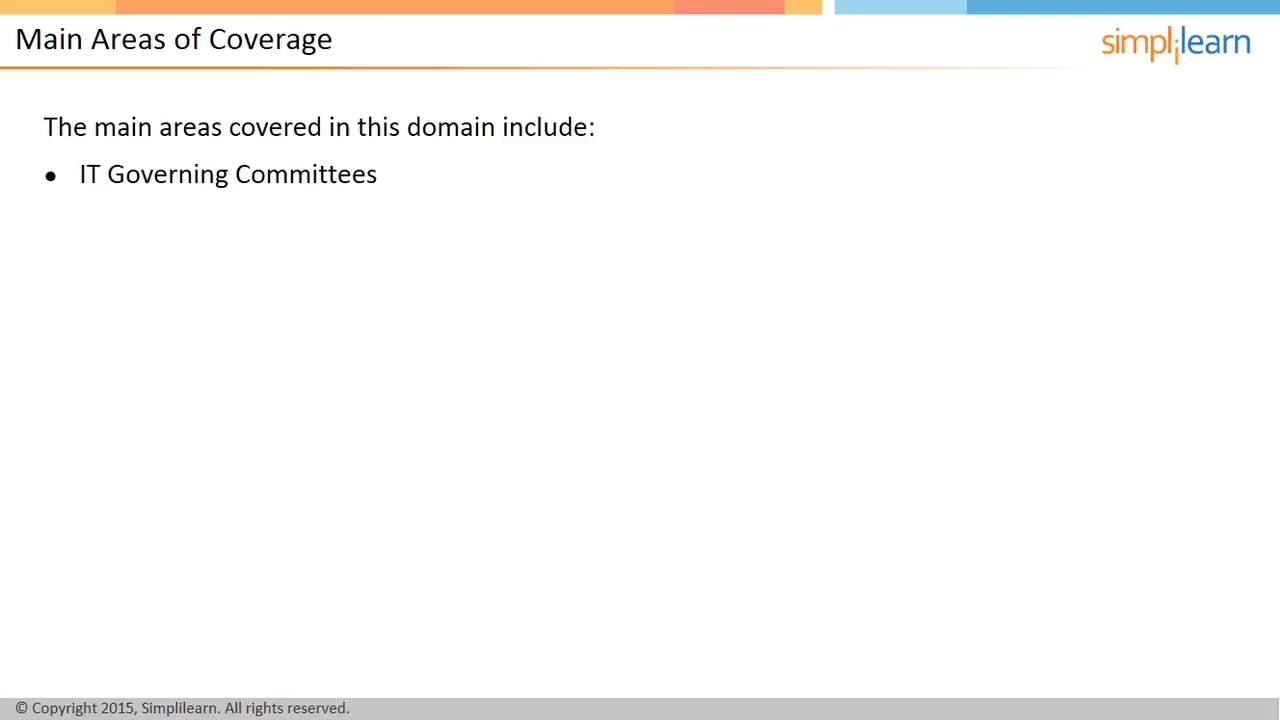 Main Areas of Coverage
simplilearn
The main areas covered in this domain include:
● IT Governing Committees
© Copyright 2015, Simplilearn. All rights reserved.